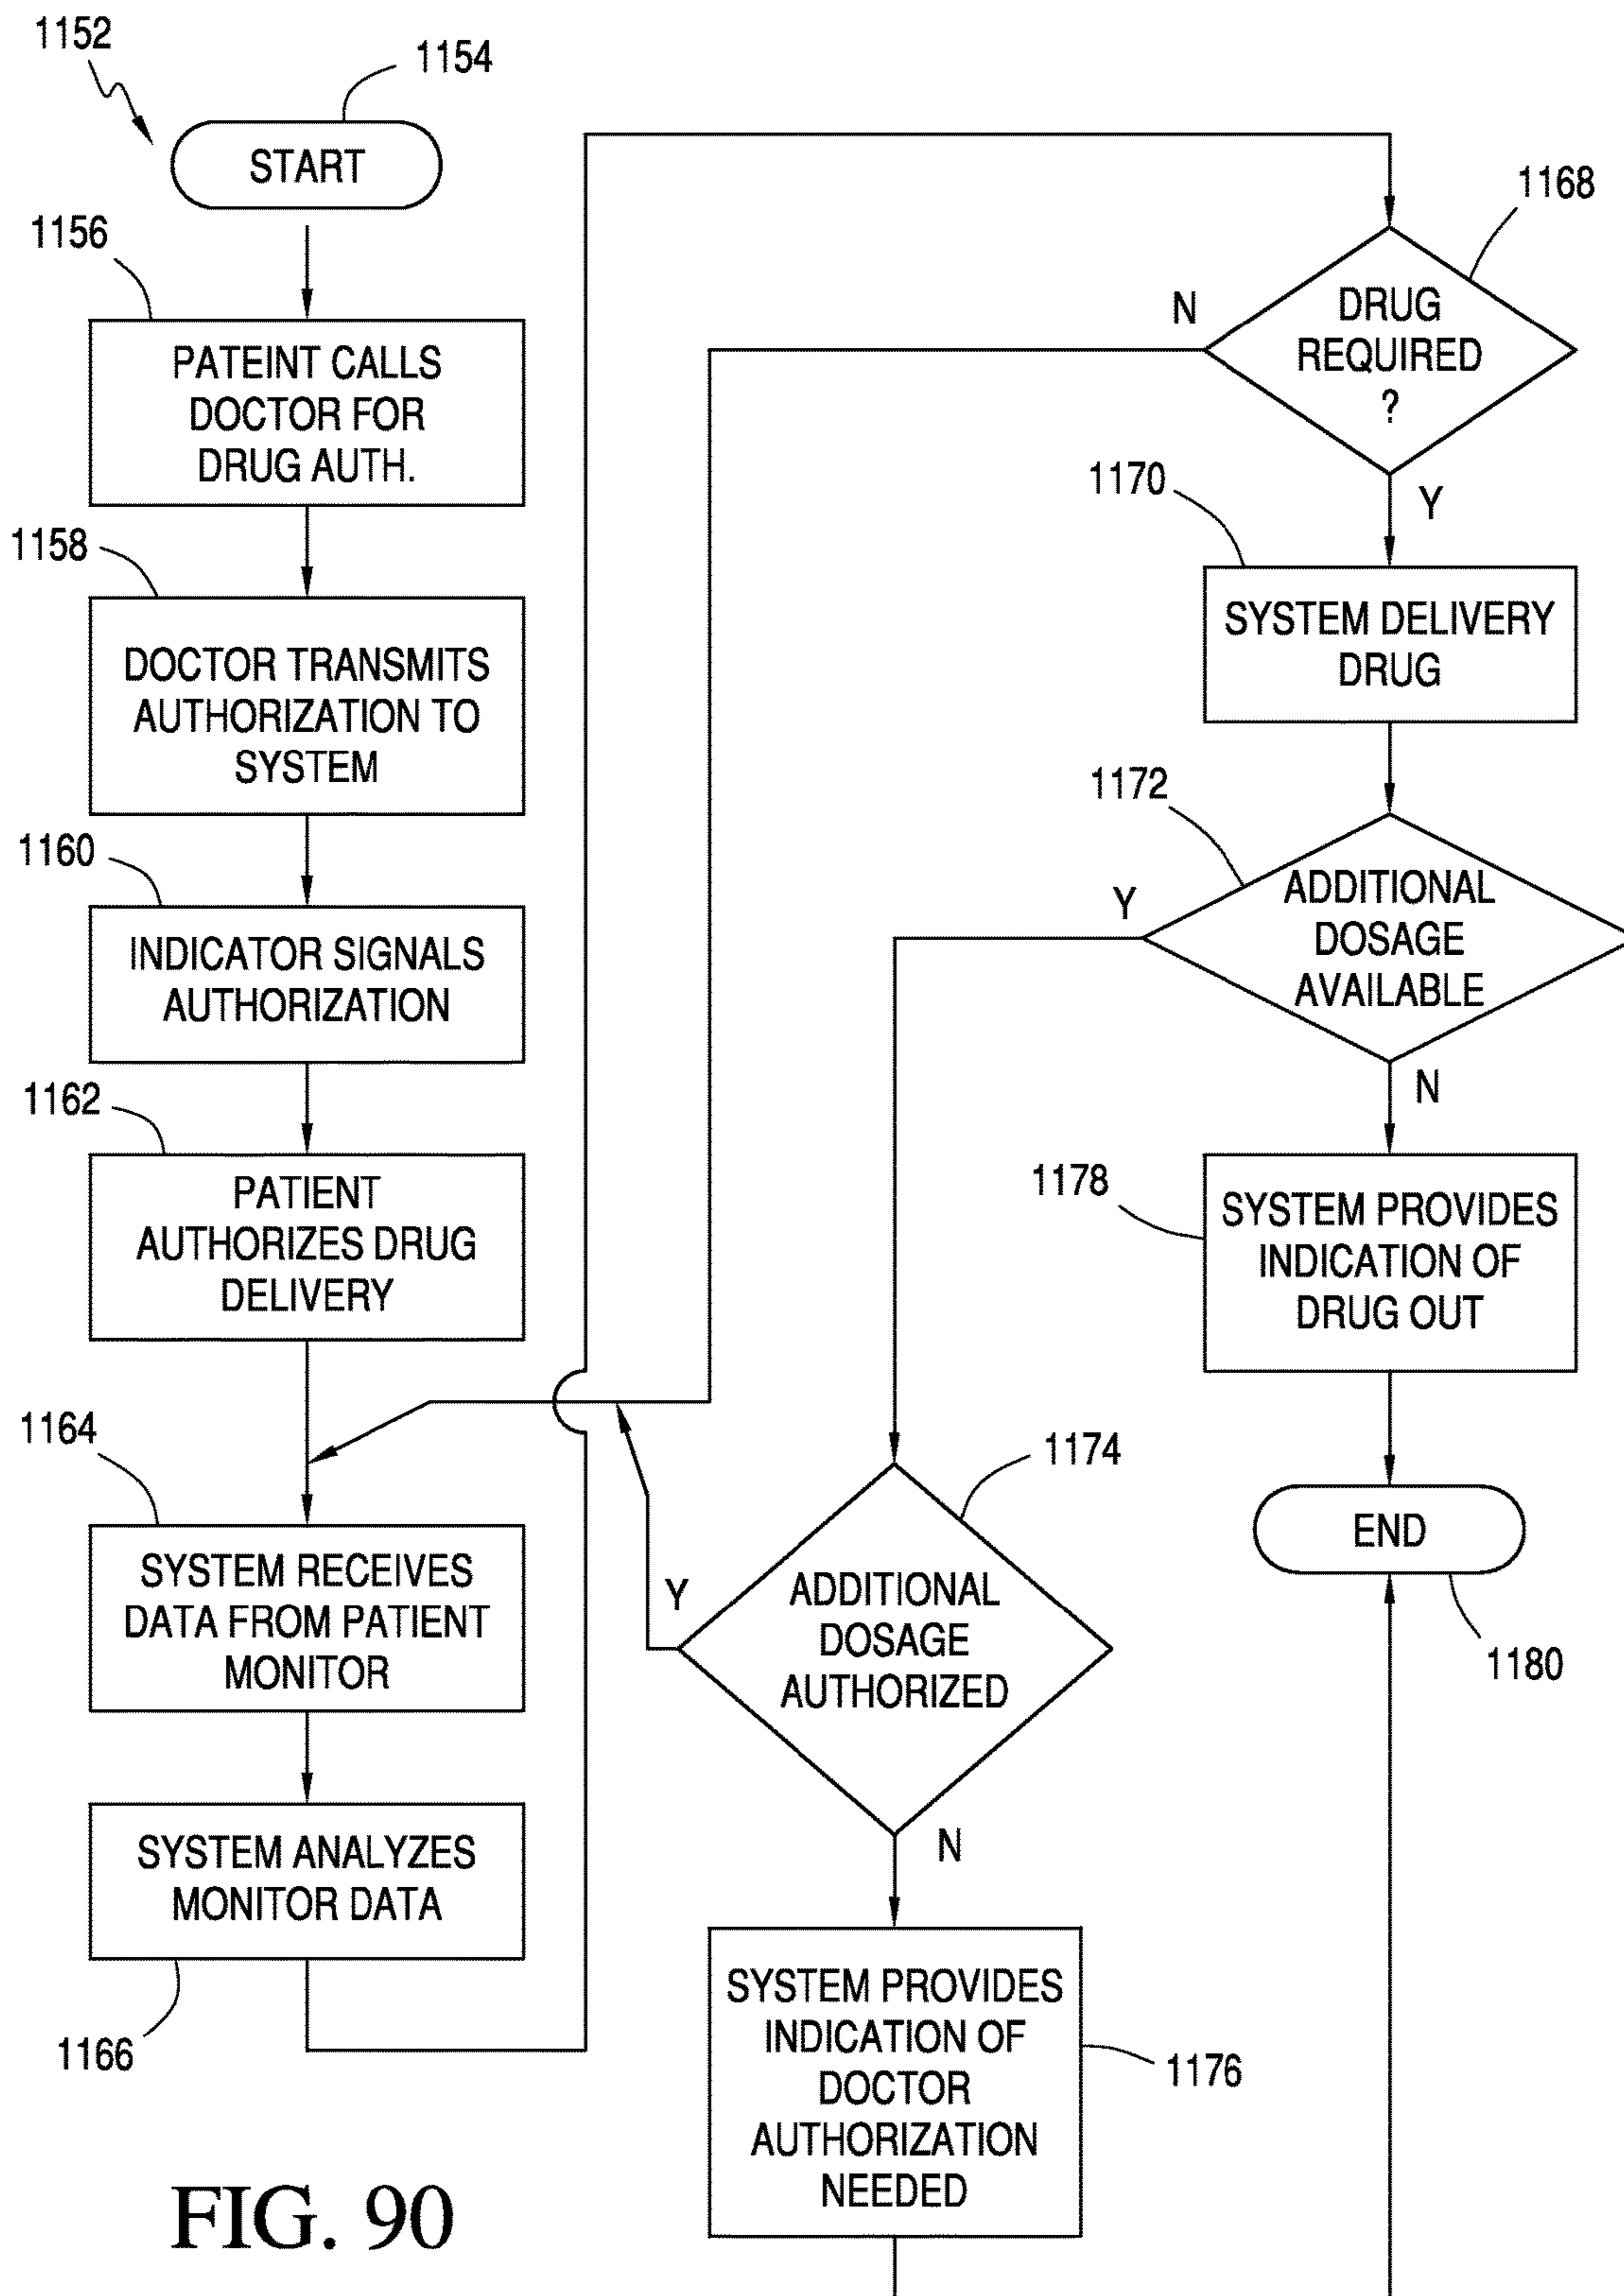 1152
1154
START
1156
PATEINT CALLS
DOCTOR FOR
DRUG AUTH.
1158
DOCTOR TRANSMITS
AUTHORIZATION TO
SYSTEM
1160
INDICATOR SIGNALS
AUTHORIZATION
1162
PATIENT
AUTHORIZES DRUG
DELIVERY
1164
SYSTEM RECEIVES
DATA FROM PATIENT
MONITOR
SYSTEM ANALYZES
MONITOR DATA
1166
1168
DRUG
REQUIRED
?
N
Y
1170
SYSTEM DELIVERY
DRUG
1172
ADDITIONAL
DOSAGE
AVAILABLE
Y
N
1174
ADDITIONAL
DOSAGE
AUTHORIZED
Y
N
SYSTEM PROVIDES
INDICATION OF
DOCTOR
AUTHORIZATION
NEEDED
1176
1178
SYSTEM PROVIDES
INDICATION OF
DRUG OUT
END
1180
FIG. 90